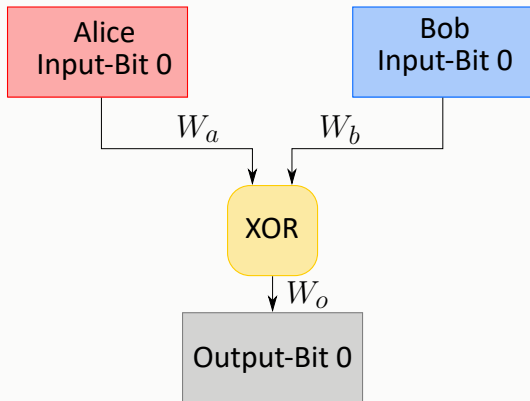 Alice
Input-Bit 0
Bob
Input-Bit 0
W_a
W_b
XOR
W_o
Output-Bit 0